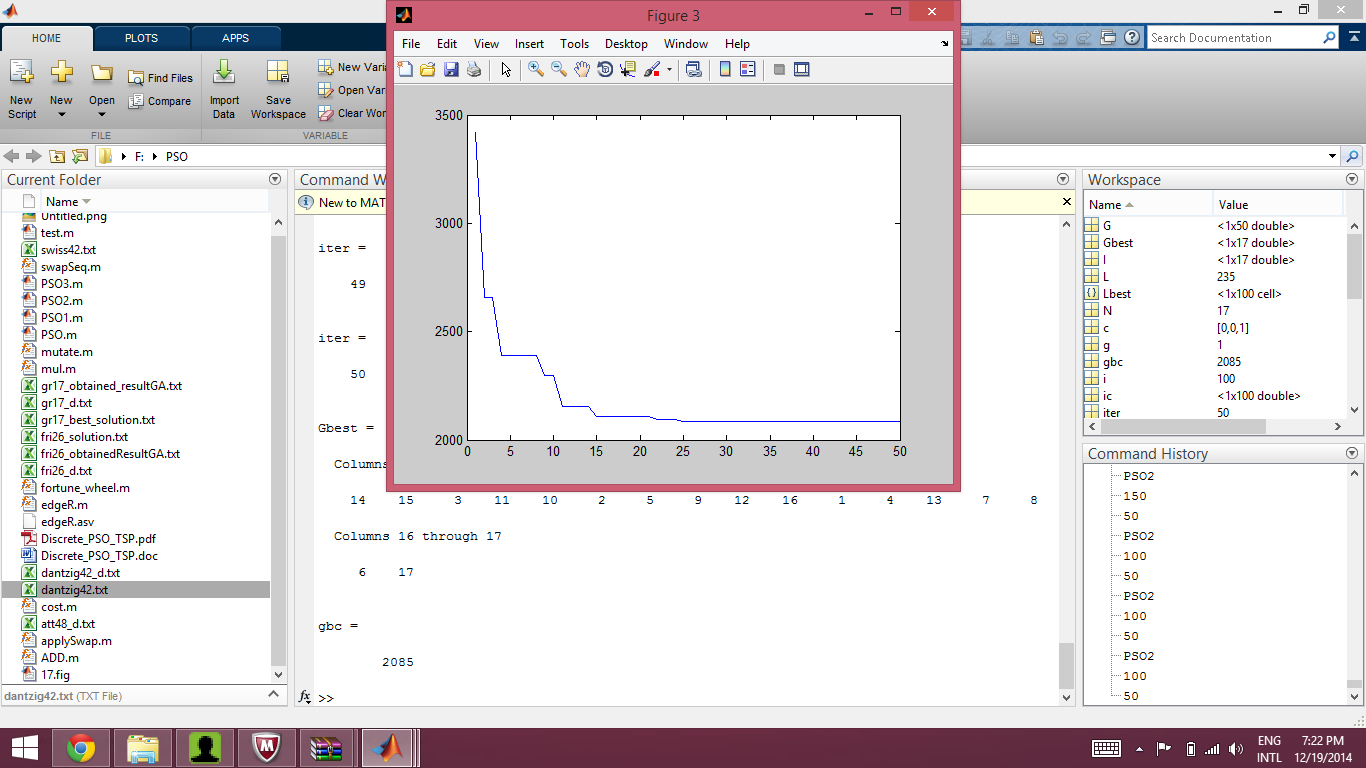 Figure 3
HOME PLOTS APPS
Search Documentation
File Edit View Insert Tools Desktop Window Help
New Script
New
Open
Find Files
Compare
Import Data
Save Workspace
New Varia
Open Var
Clear Wor
FILE
VARIABLE
F: PSO
Current Folder
Name
Untitled.png
test.m
swiss42.txt
swapSeq.m
PSO3.m
PSO2.m
PSO1.m
PSO.m
mutate.m
mul.m
gr17_obtained_resultGA.txt
gr17_d.txt
gr17_best_solution.txt
fri26_solution.txt
fri26_obtainedResultGA.txt
fri26_d.txt
fortune_wheel.m
edgeR.m
edgeR.asv
Discrete_PSO_TSP.pdf
Discrete_PSO_TSP.doc
dantzig42_d.txt
dantzig42.txt
cost.m
att48_d.txt
applySwap.m
ADD.m
17.fig
dantzig42.txt (TXT File)
3500
3000
2500
2000
0 5 10 15 20 25 30 35 40 45 50
Command W
New to MAT
iter =
49
iter =
50
Gbest =
Columns
14 15 3 11 10 2 5 9 12 16 1 4 13 7 8
Columns 16 through 17
6 17
gbc =
2085
fx >>
Workspace
Name Value
G <1x50 double>
Gbest <1x17 double>
I <1x17 double>
L 235
Lbest <1x100 cell>
N 17
c [0,0,1]
g 1
gbc 2085
i 100
ic <1x100 double>
iter 50
Command History
PSO2
150
50
PSO2
100
50
PSO2
100
50
PSO2
100
50
ENG
INTL
7:22 PM
12/19/2014